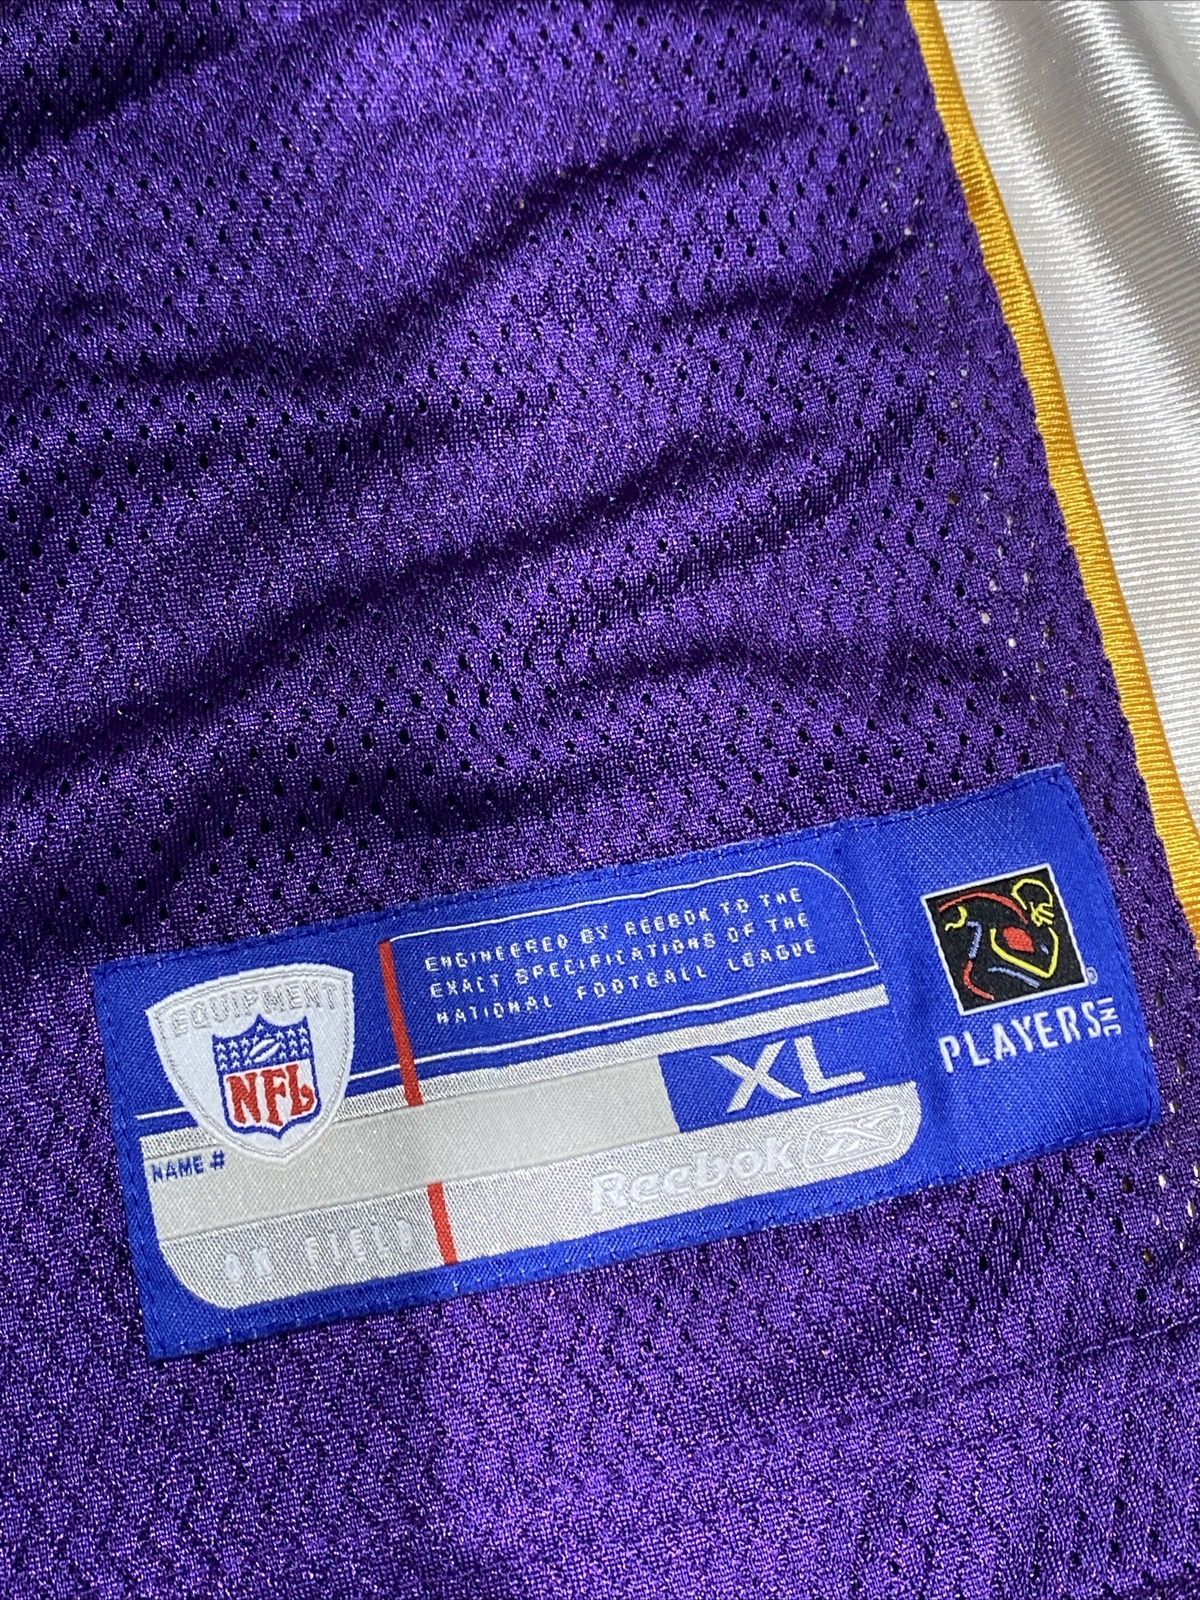 EQUIPMENT
NFL
NAME #
ENGINEERED BY REEBOK TO THE
EXACT SPECIFICATIONS OF THE
NATIONAL FOOTBALL LEAGUE
XL
Reebok
ON FIELD
®
PLAYERS INC